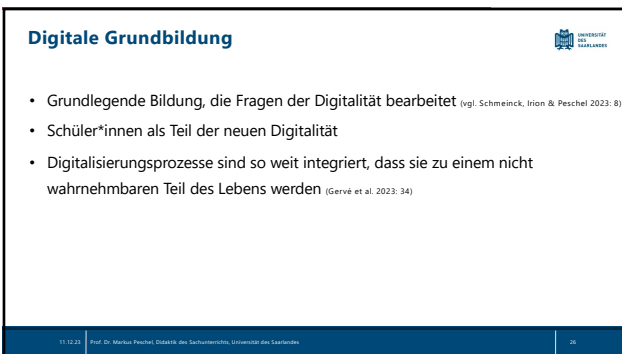 Digitale Grundbildung
UNIVERSITÄT
DES
SAARLANDES
• Grundlegende Bildung, die Fragen der Digitalität bearbeitet (vgl. Schmeinck, Irion & Peschel 2023: 8)
• Schüler*innen als Teil der neuen Digitalität
• Digitalisierungsprozesse sind so weit integriert, dass sie zu einem nicht
wahrnehmbaren Teil des Lebens werden (Gervé et al. 2023: 34)
11.12.23 Prof. Dr. Markus Peschel, Didaktik des Sachunterrichts, Universität des Saarlandes 26